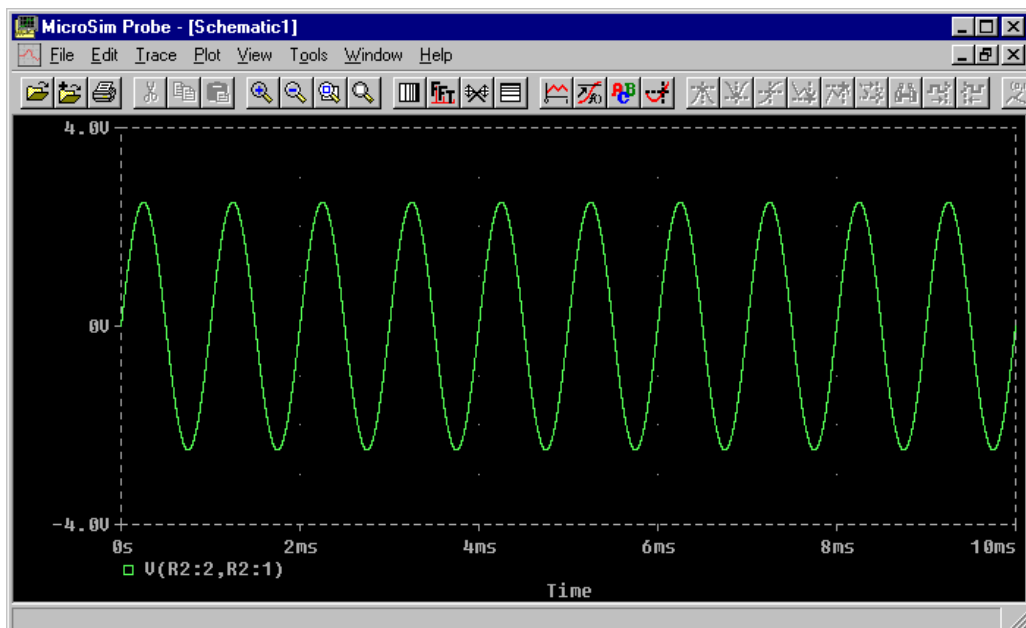 MicroSim Probe - [Schematic1]
File Edit Trace Plot View Tools Window Help
4.0V
0V
-4.0V
0s 2ms 4ms 6ms 8ms 10ms
V(R2:2,R2:1)
Time